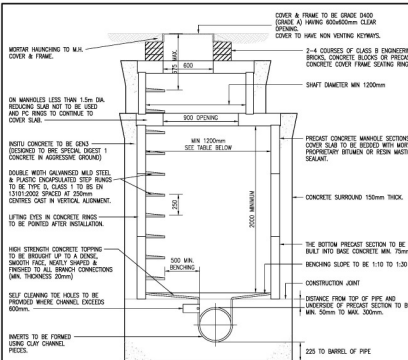 COVER & FRAME TO BE GRADE D400
(GRADE A) HAVING 600x600mm CLEAR
OPENING.
COVER TO HAVE NON VENTING KEYWAYS.
MORTAR HAUNCHING TO M.H.
COVER & FRAME.
675 MAX.
600
2-4 COURSES OF CLASS B ENGINEERI
BRICKS, CONCRETE BLOCKS OR PRECAS
CONCRETE COVER FRAME SEATING RING
SHAFT DIAMETER MIN 1200mm
ON MANHOLES LESS THAN 1.5m DIA.
REDUCING SLAB NOT TO BE USED
AND PC RINGS TO CONTINUE TO
COVER SLAB.
900 OPENING
INSITU CONCRETE TO BE GEN3
(DESIGNED TO BRE SPECIAL DIGEST 1
CONCRETE IN AGGRESSIVE GROUND)
MIN 1200mm
SEE TABLE BELOW
PRECAST CONCRETE MANHOLE SECTIONS
COVER SLAB TO BE BEDDED WITH MORT
PROPRIETARY BITUMEN OR RESIN MASTI
SEALANT.
DOUBLE WIDTH GALVANISED MILD STEEL
& PLASTIC ENCAPSULATED STEP RUNGS
TO BE TYPE D, CLASS 1 TO BS EN
13101:2002 SPACED AT 250mm
CENTRES CAST IN VERTICAL ALIGNMENT.
250
2000 MINIMUM
CONCRETE SURROUND 150mm THICK.
LIFTING EYES IN CONCRETE RINGS
TO BE POINTED AFTER INSTALLATION.
HIGH STRENGTH CONCRETE TOPPING
TO BE BROUGHT UP TO A DENSE,
SMOOTH FACE, NEATLY SHAPED &
FINISHED TO ALL BRANCH CONNECTIONS
(MIN. THICKNESS 20mm)
500 MIN.
BENCHING
THE BOTTOM PRECAST SECTION TO BE
BUILT INTO BASE CONCRETE MIN. 75mm
BENCHING SLOPE TO BE 1:10 TO 1:30
CONSTRUCTION JOINT
SELF CLEANING TOE HOLES TO BE
PROVIDED WHERE CHANNEL EXCEEDS
600mm.
DISTANCE FROM TOP OF PIPE AND
UNDERSIDE OF PRECAST SECTION TO B
MIN. 50mm TO MAX. 300mm.
INVERTS TO BE FORMED
USING CLAY CHANNEL
PIECES.
225 TO BARREL OF PIPE